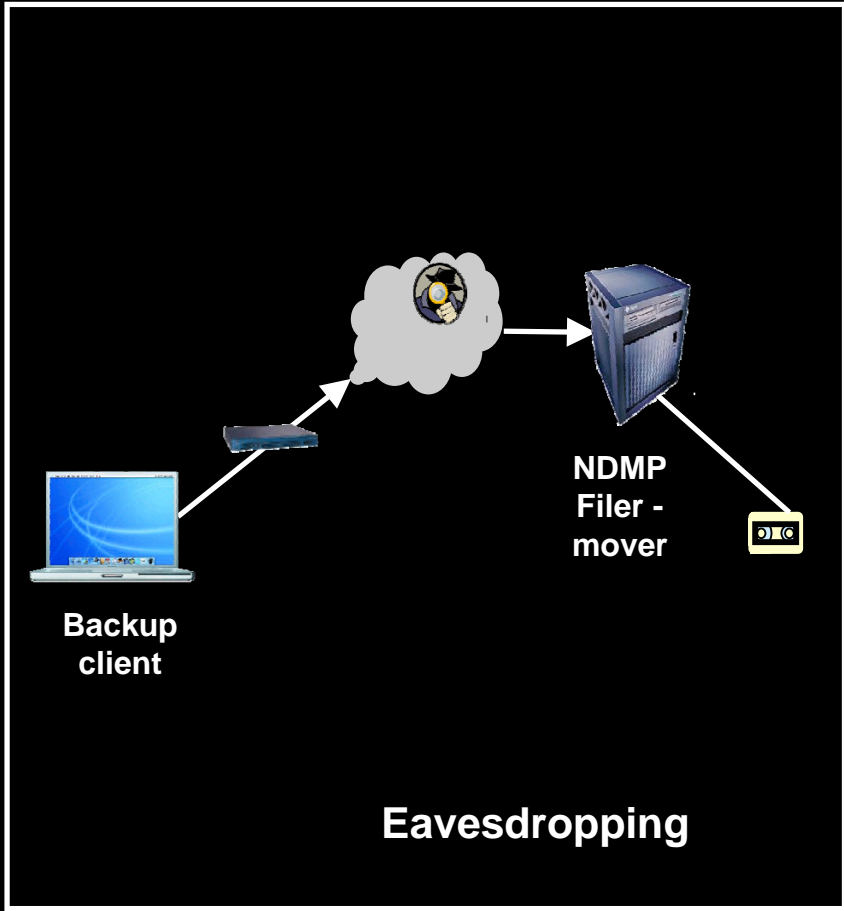 NDMP
Filer -
mover
Backup
client
Eavesdropping